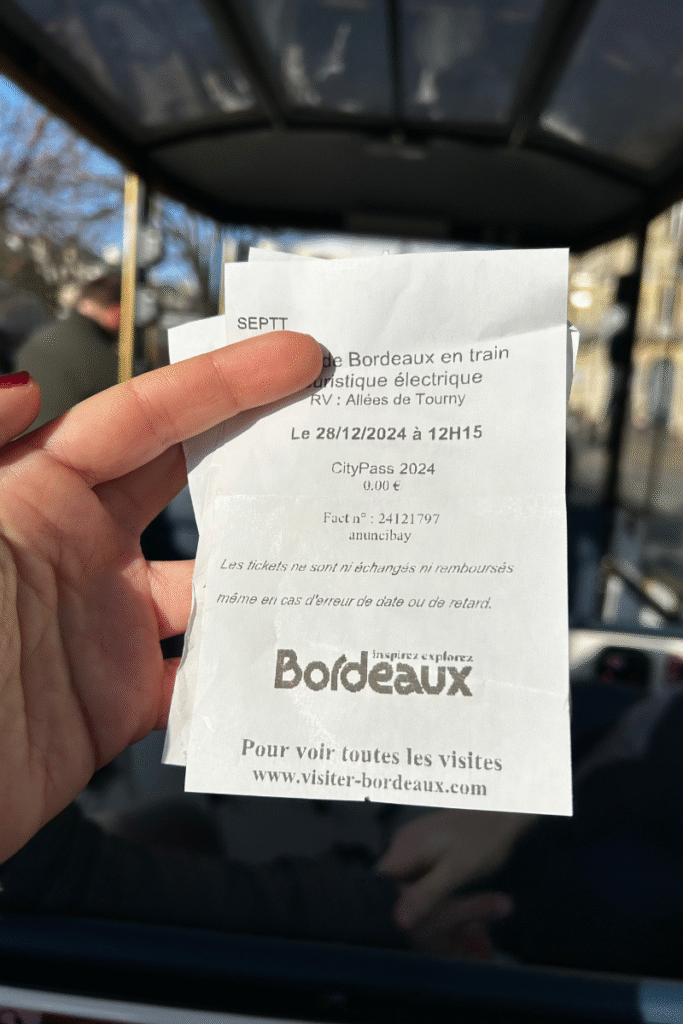 SEPTT
de Bordeaux en train
ristique électrique
RV : Allées de Tourny
Le 28/12/2024 à 12H15
CityPass 2024
0.00 €
Fact n° : 24121797
anuncibay
Les tickets ne sont ni échangés ni remboursés
même en cas d'erreur de date ou de retard.
inspirez explorez
Bordeaux
Pour voir toutes les visites
www.visiter-bordeaux.com